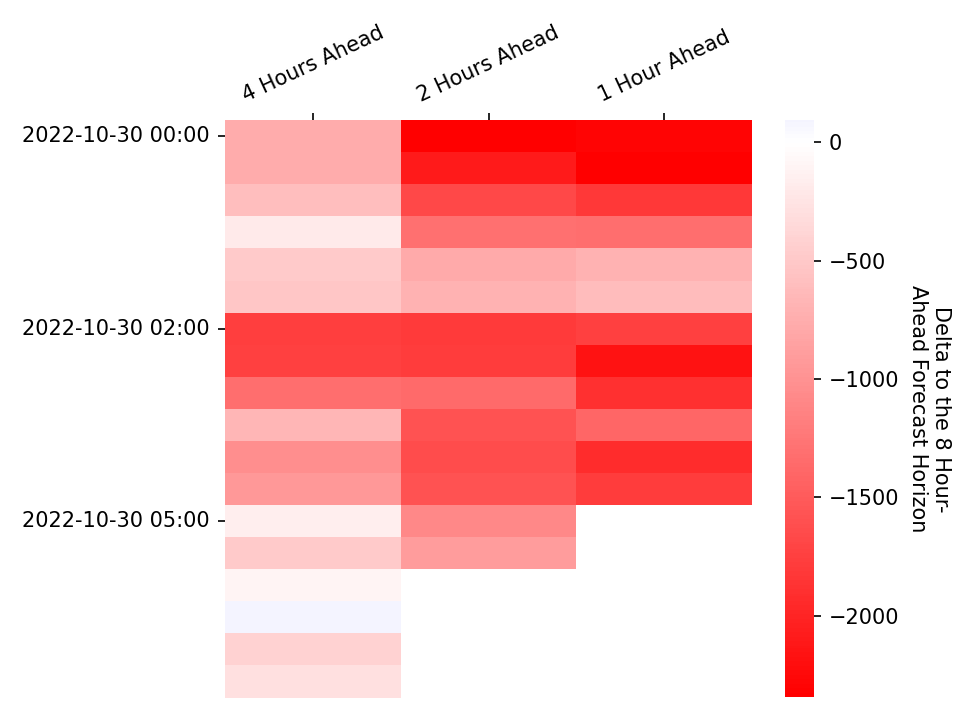 4 Hours Ahead
2 Hours Ahead
1 Hour Ahead
2022-10-30 00:00
2022-10-30 02:00
2022-10-30 05:00
0
−500
−1000
−1500
−2000
Delta to the 8 Hour-
Ahead Forecast Horizon